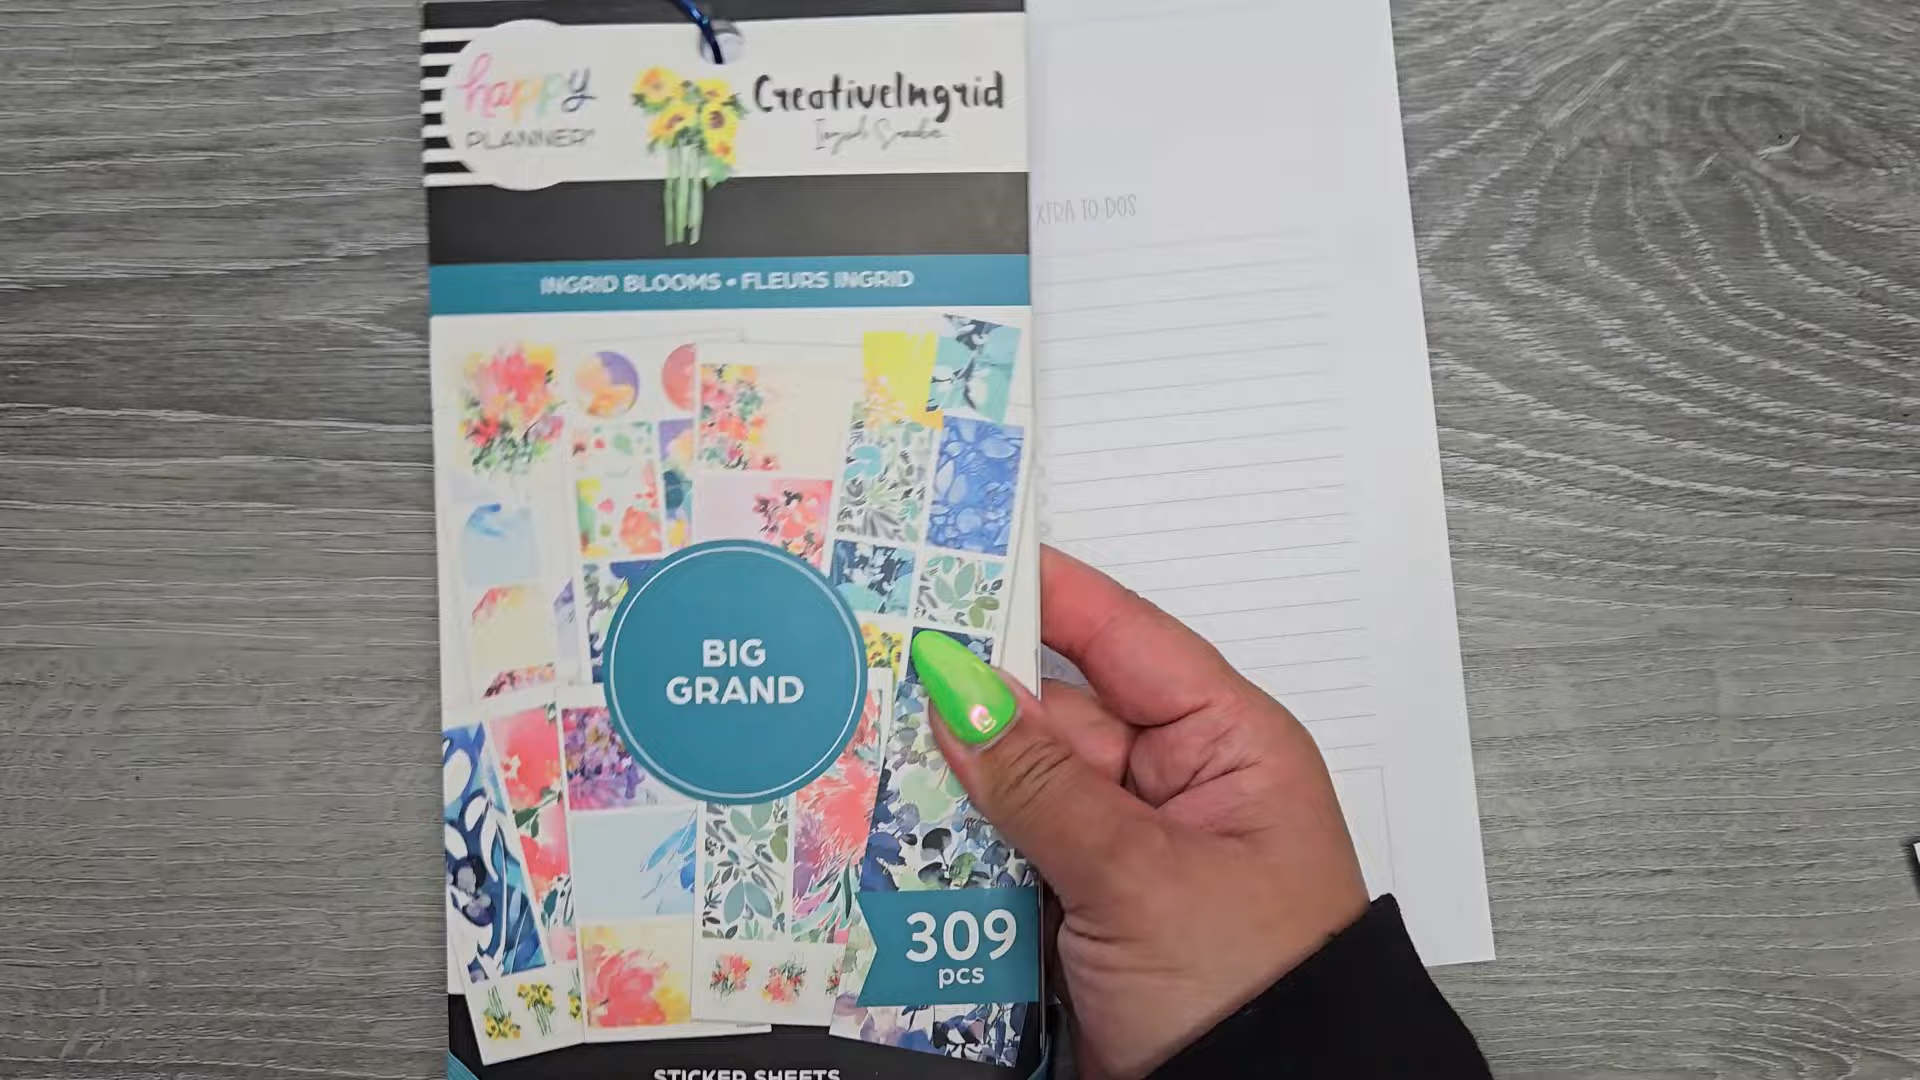 happy
PLANNER®
CreativeIngrid
INGRID BLOOMS • FLEURS INGRID
XTRA TO-DOS
BIG
GRAND
309
pcs
STICKER SHEETS